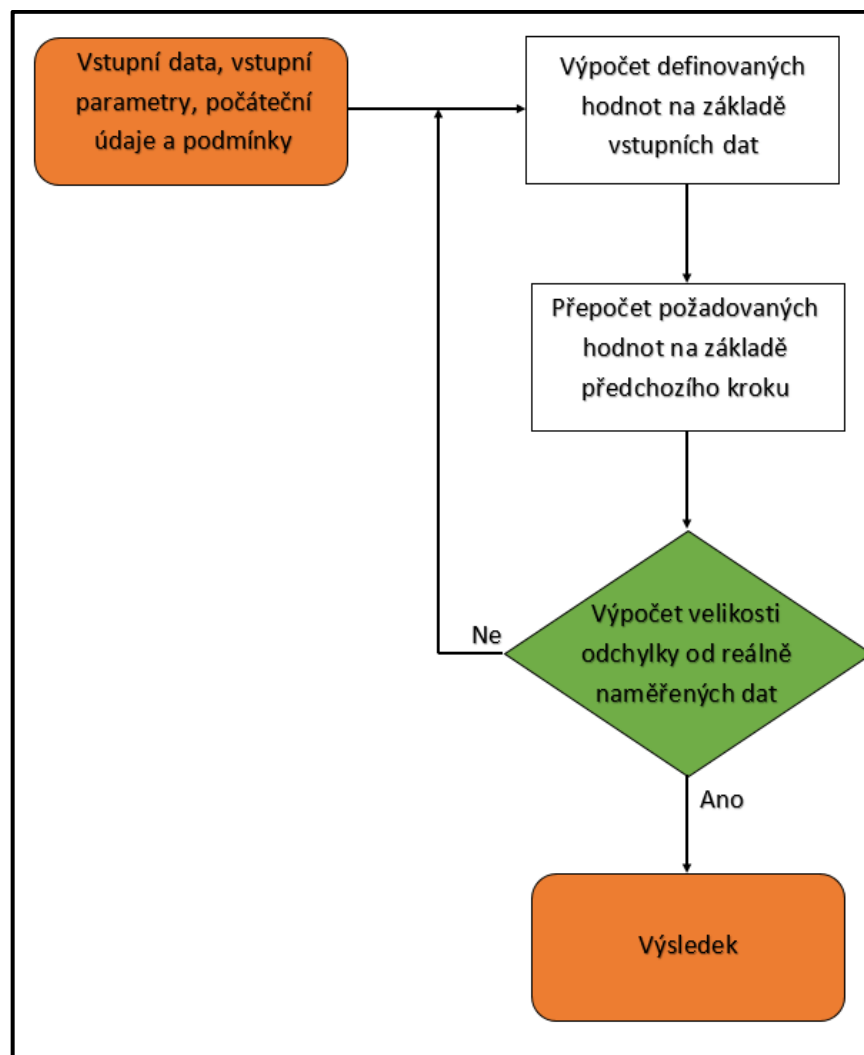 Vstupní data, vstupní
parametry, počáteční
údaje a podmínky
Výpočet definovaných
hodnot na základě
vstupních dat
Přepočet požadovaných
hodnot na základě
předchozího kroku
Výpočet velikosti
odchylky od reálně
naměřených dat
Ne
Ano
Výsledek